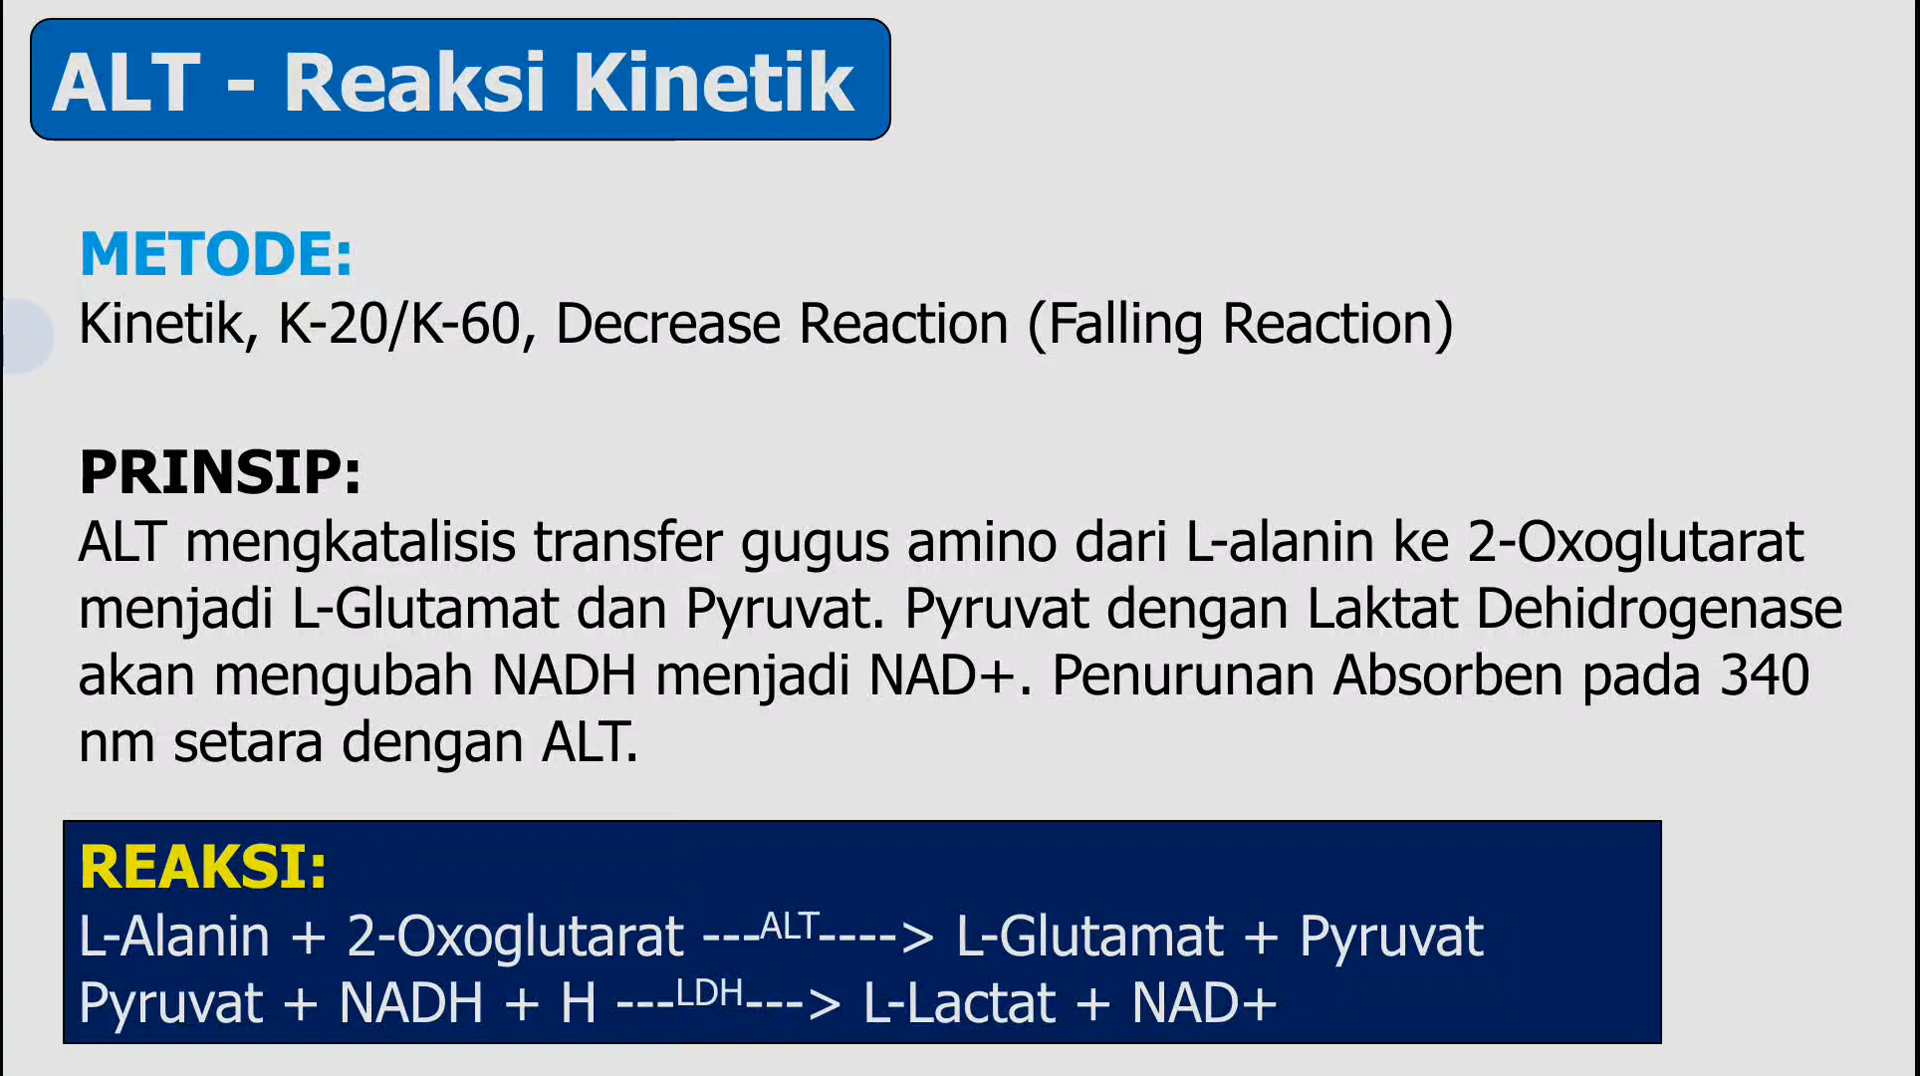 ALT - Reaksi Kinetik
METODE:
Kinetik, K-20/K-60, Decrease Reaction (Falling Reaction)
PRINSIP:
ALT mengkatalisis transfer gugus amino dari L-alanin ke 2-Oxoglutarat
menjadi L-Glutamat dan Pyruvat. Pyruvat dengan Laktat Dehidrogenase
akan mengubah NADH menjadi NAD+. Penurunan Absorben pada 340
nm setara dengan ALT.
REAKSI:
L-Alanin + 2-Oxoglutarat ---ALT----> L-Glutamat + Pyruvat
Pyruvat + NADH + H ---LDH---> L-Lactat + NAD+